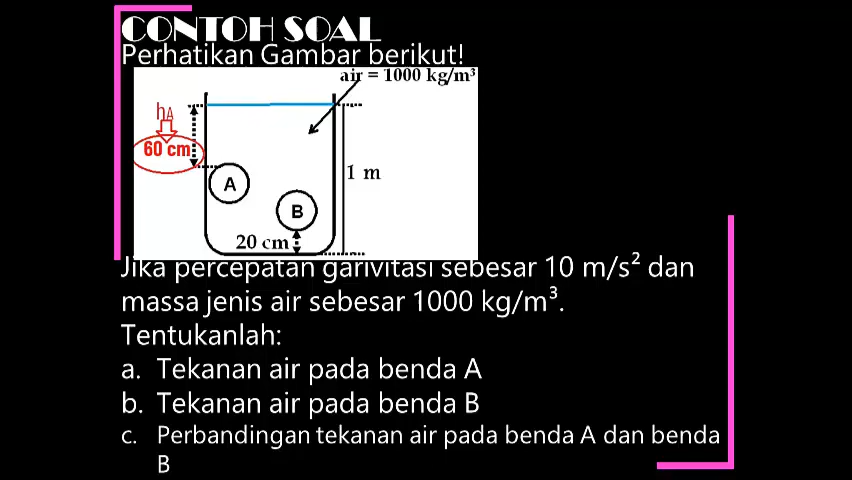 CONTOH SOAL
Perhatikan Gambar berikut!
air = 1000 kg/m³
hA
60 cm
1 m
A
B
20 cm
Jika percepatan garivitasi sebesar 10 m/s² dan
massa jenis air sebesar 1000 kg/m³.
Tentukanlah:
a. Tekanan air pada benda A
b. Tekanan air pada benda B
c. Perbandingan tekanan air pada benda A dan benda
B